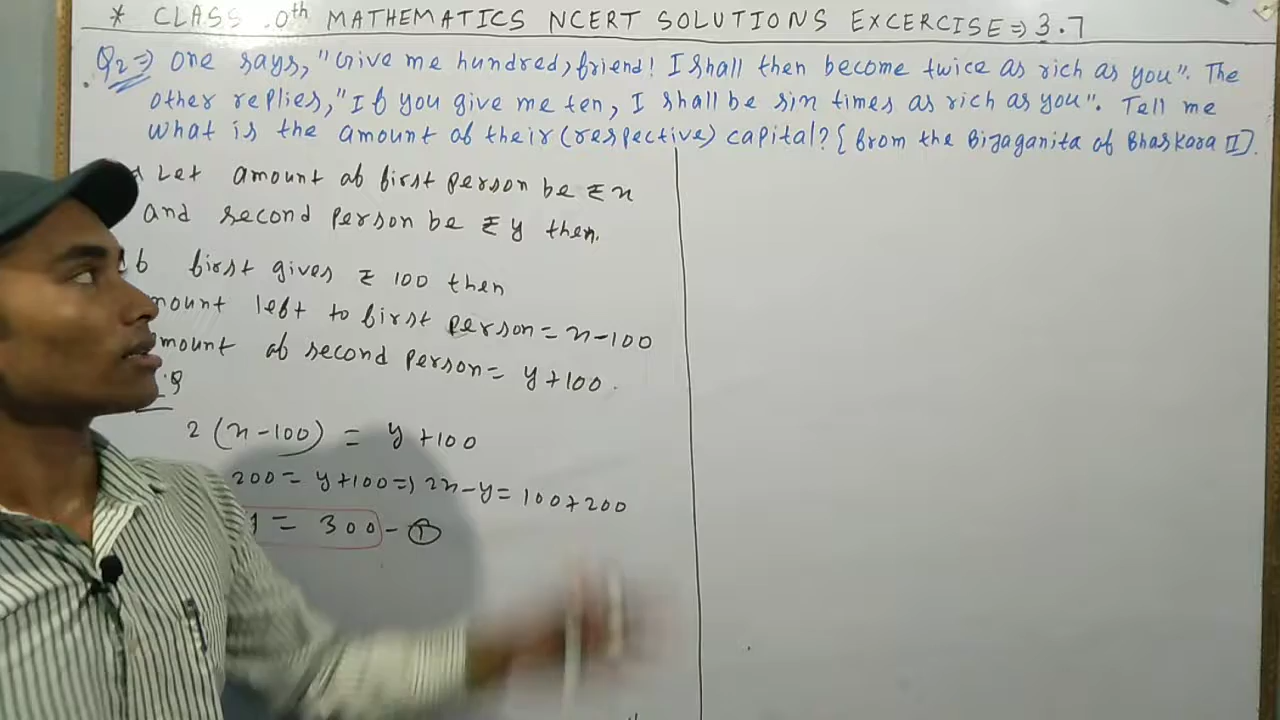 * CLASS .0th MATHEMATICS NCERT SOLUTIONS EXCERCISE ⇒ 3.7
Q2 ⇒ One says, "Give me hundred, friend! I shall then become twice as rich as you". The
other replies, "If you give me ten, I shall be six times as rich as you". Tell me
what is the amount of their (respective) capital? {from the Bijaganita of Bhaskara II}.
Let amount of first person be ₹ x
and second person be ₹ y then.
first gives ₹ 100 then
mount left to first person = x-100
mount of second person = y+100.
2 (x-100) = y+100
200 = y+100 ⇒ 2x-y = 100+200
= 300 - ①